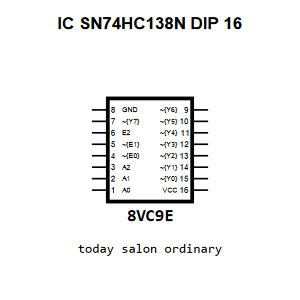 IC SN74HC138N DIP 16
8 GND ~{Y6} 9
7 ~{Y7} ~{Y5} 10
6 E2 ~{Y4} 11
5 ~{E1} ~{Y3} 12
4 ~{E0} ~{Y2} 13
3 A2 ~{Y1} 14
2 A1 ~{Y0} 15
1 A0 VCC 16
8VC9E
today salon ordinary